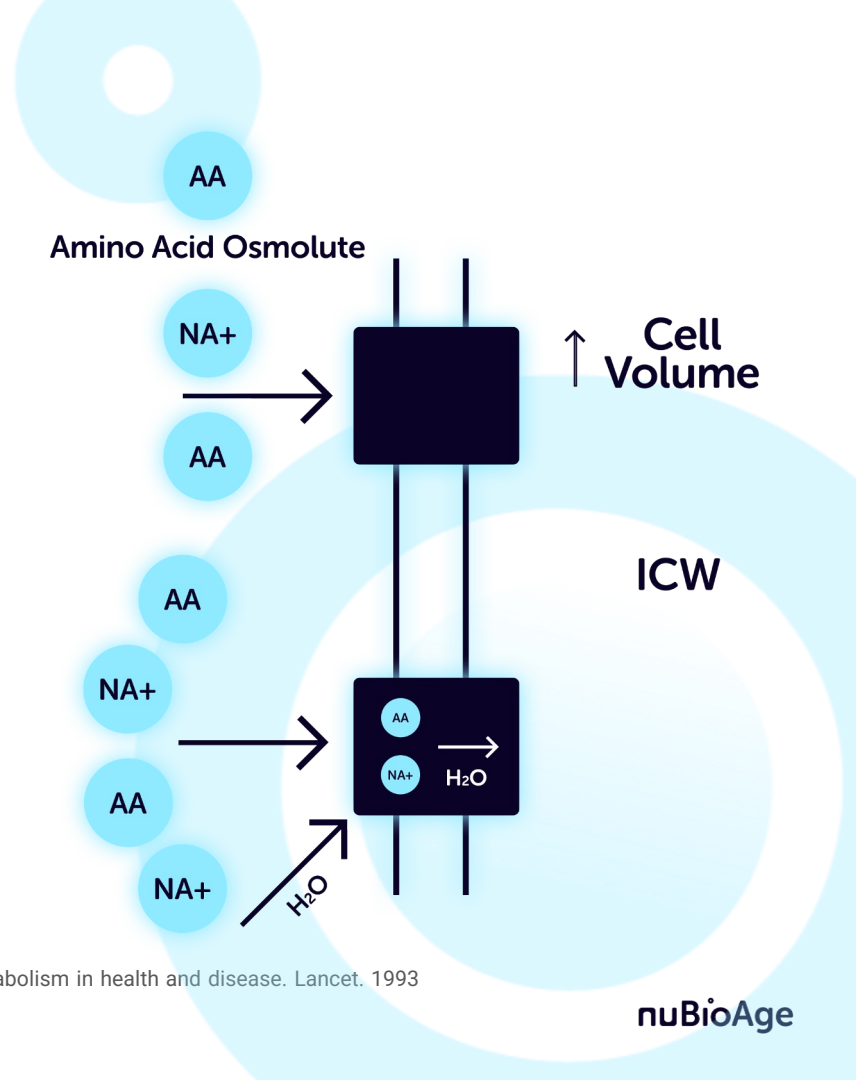 AA
Amino Acid Osmolute
NA+
AA
Cell
Volume
ICW
AA
NA+
AA
NA+
AA
NA+
H₂O
H₂O
in health and disease. Lancet. 1993
nuBioAge